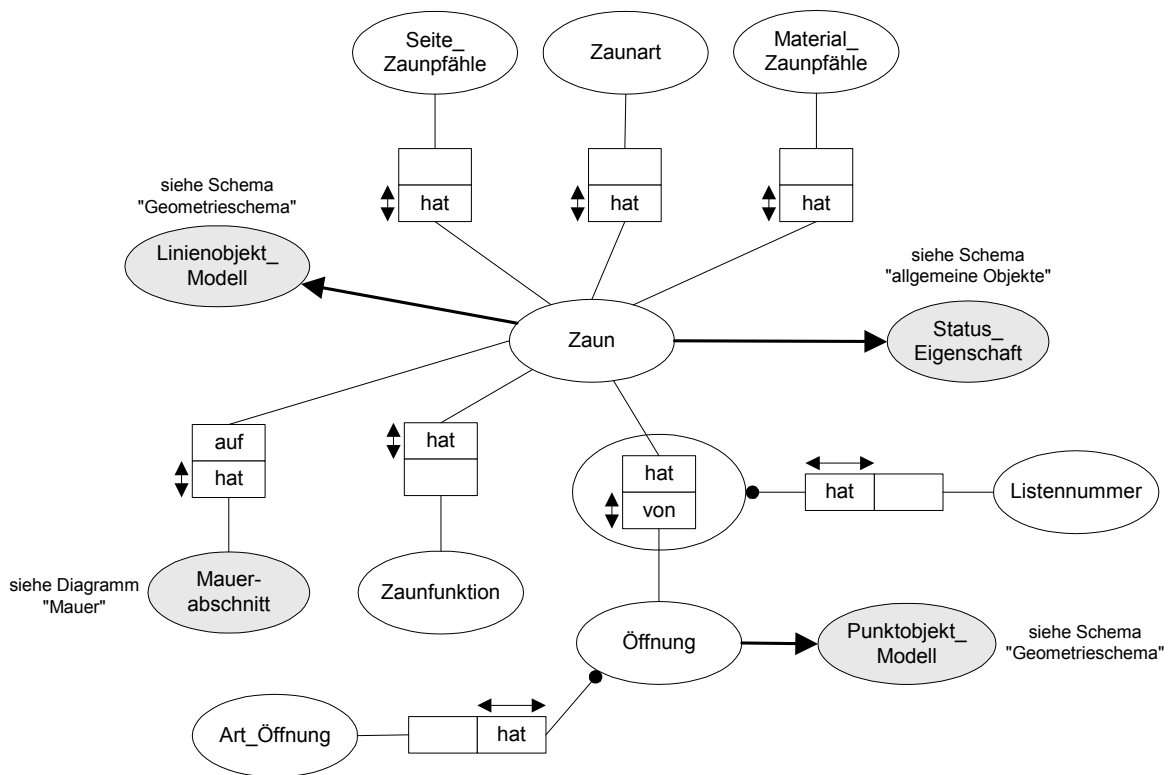 Seite_
Zaunpfähle
Zaunart
Material_
Zaunpfähle
hat
hat
hat
siehe Schema
"Geometrieschema"
Linienobjekt_
Modell
siehe Schema
"allgemeine Objekte"
Zaun
Status_
Eigenschaft
auf
hat
hat
hat
von
hat
Listennummer
siehe Diagramm
"Mauer"
Mauer-
abschnitt
Zaunfunktion
Öffnung
Punktobjekt_
Modell
siehe Schema
"Geometrieschema"
Art_Öffnung
hat